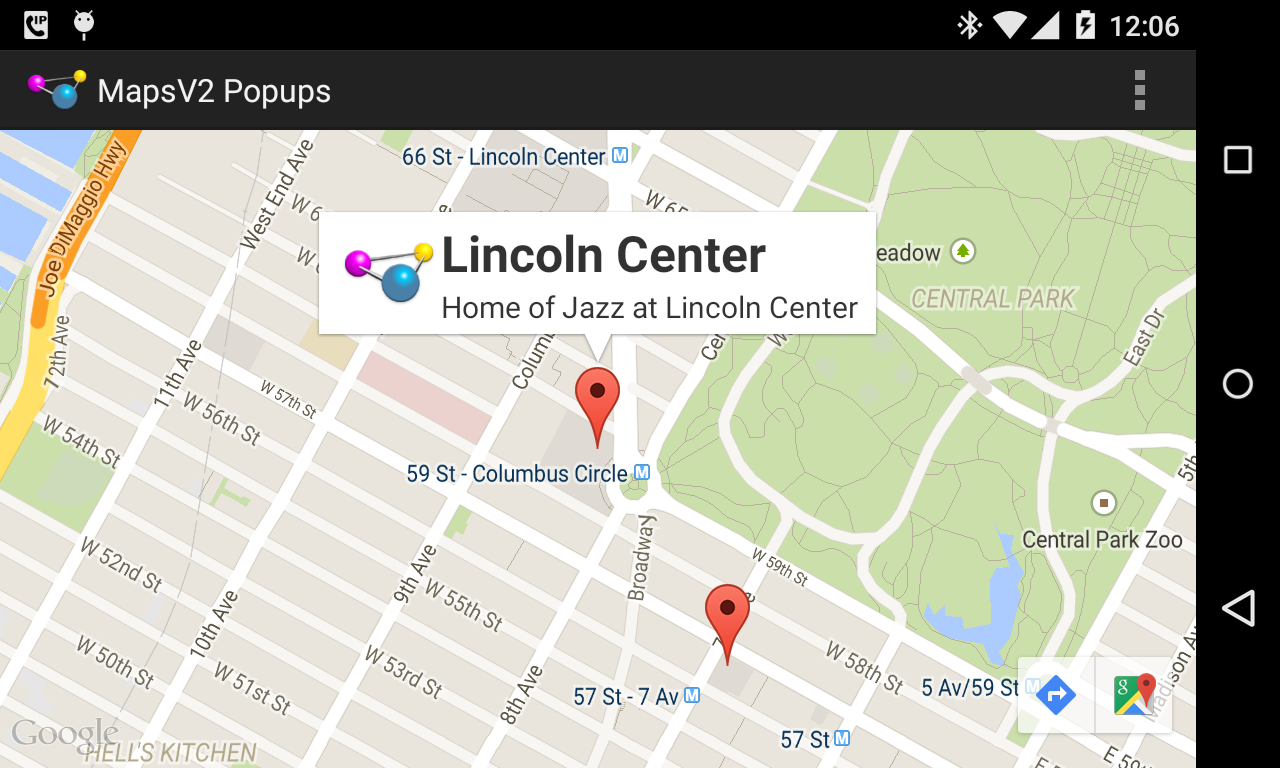 IP
12:06
MapsV2 Popups
66 St - Lincoln Center M
Joe DiMaggio Hwy
West End Ave
Lincoln Center
Home of Jazz at Lincoln Center
eadow
CENTRAL PARK
East Dr
12th Ave
11th Ave
W 57th St
W 56th St
W 54th St
59 St - Columbus Circle M
Central Park Zoo
Broadway
W 59th St
W 52nd St
9th Ave
W 55th St
10th Ave
W 50th St
W 51st St
W 53rd St
W 58th St
8th Ave
57 St - 7 Av M
5 Av/59 St M
57 St M
Google
HELL'S KITCHEN